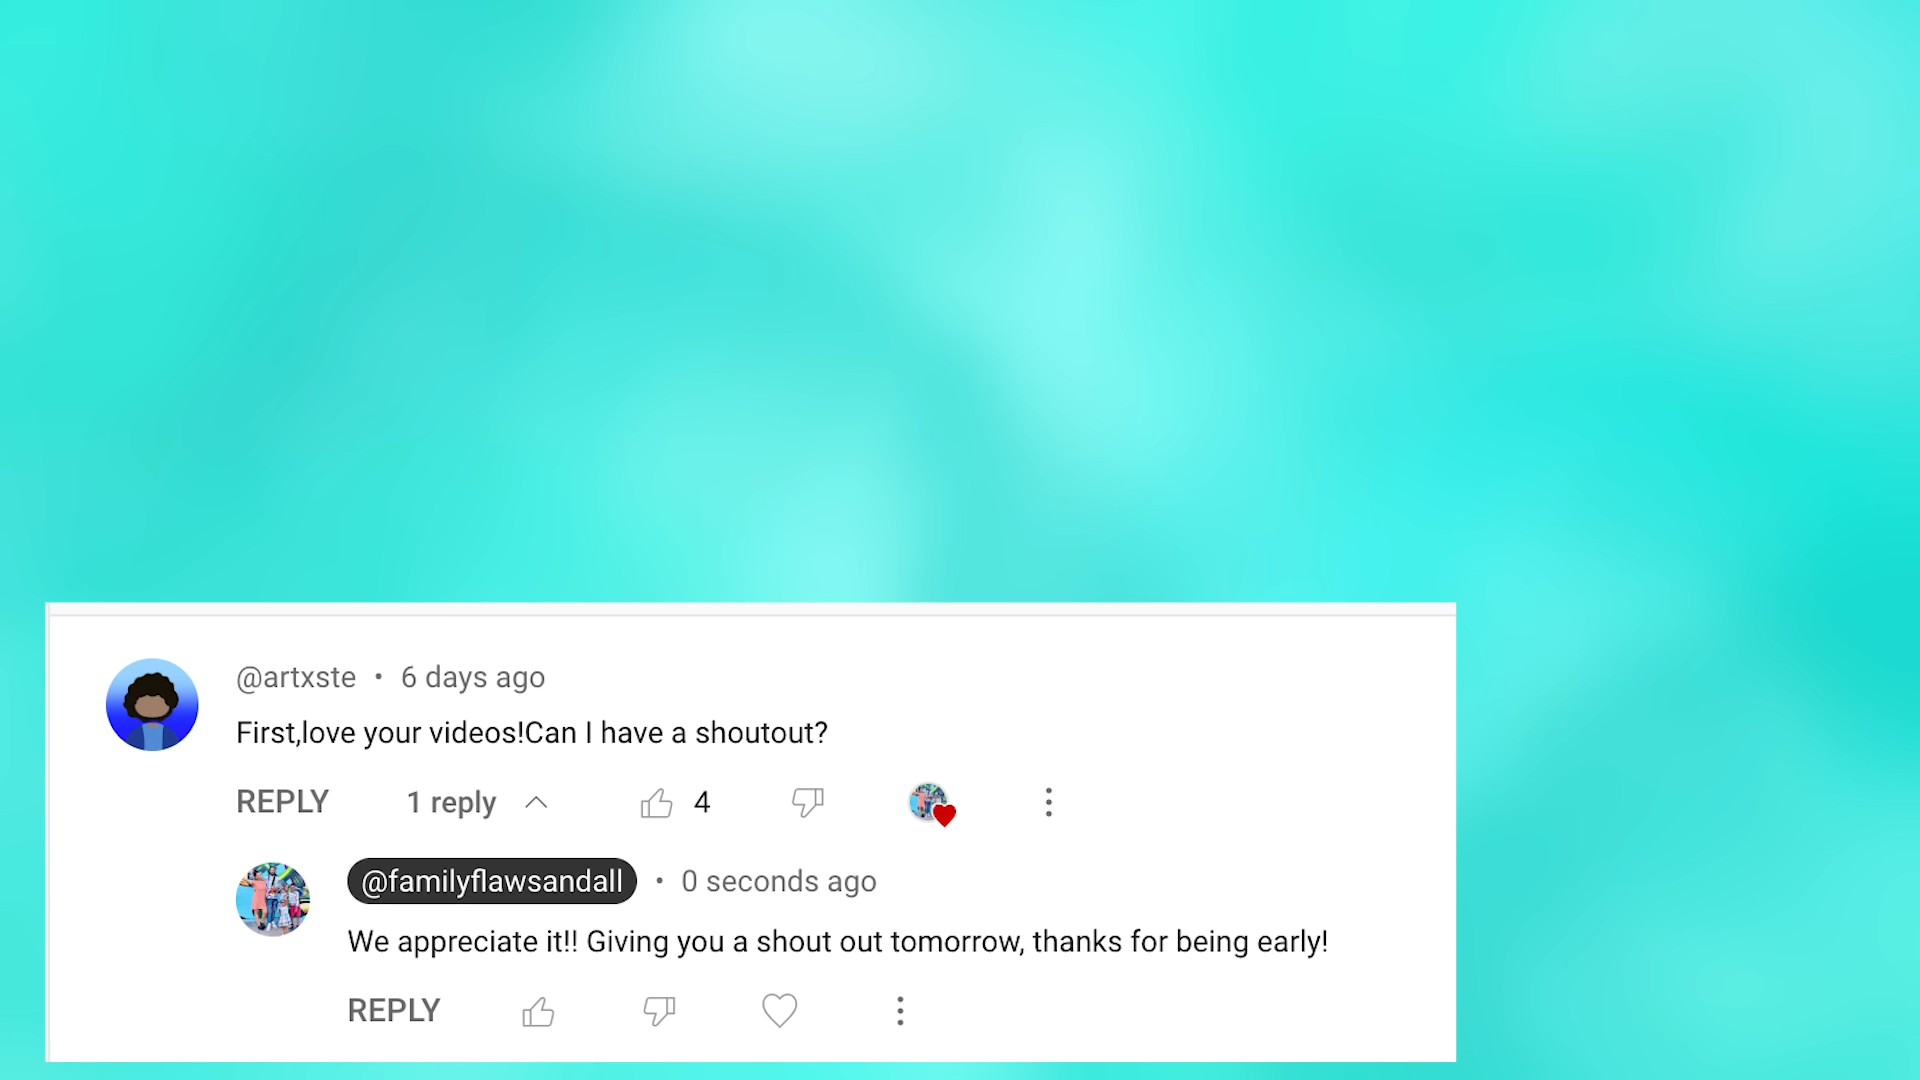 @artxste • 6 days ago
First,love your videos!Can I have a shoutout?
REPLY 1 reply 4
@familyflawsandall • 0 seconds ago
We appreciate it!! Giving you a shout out tomorrow, thanks for being early!
REPLY